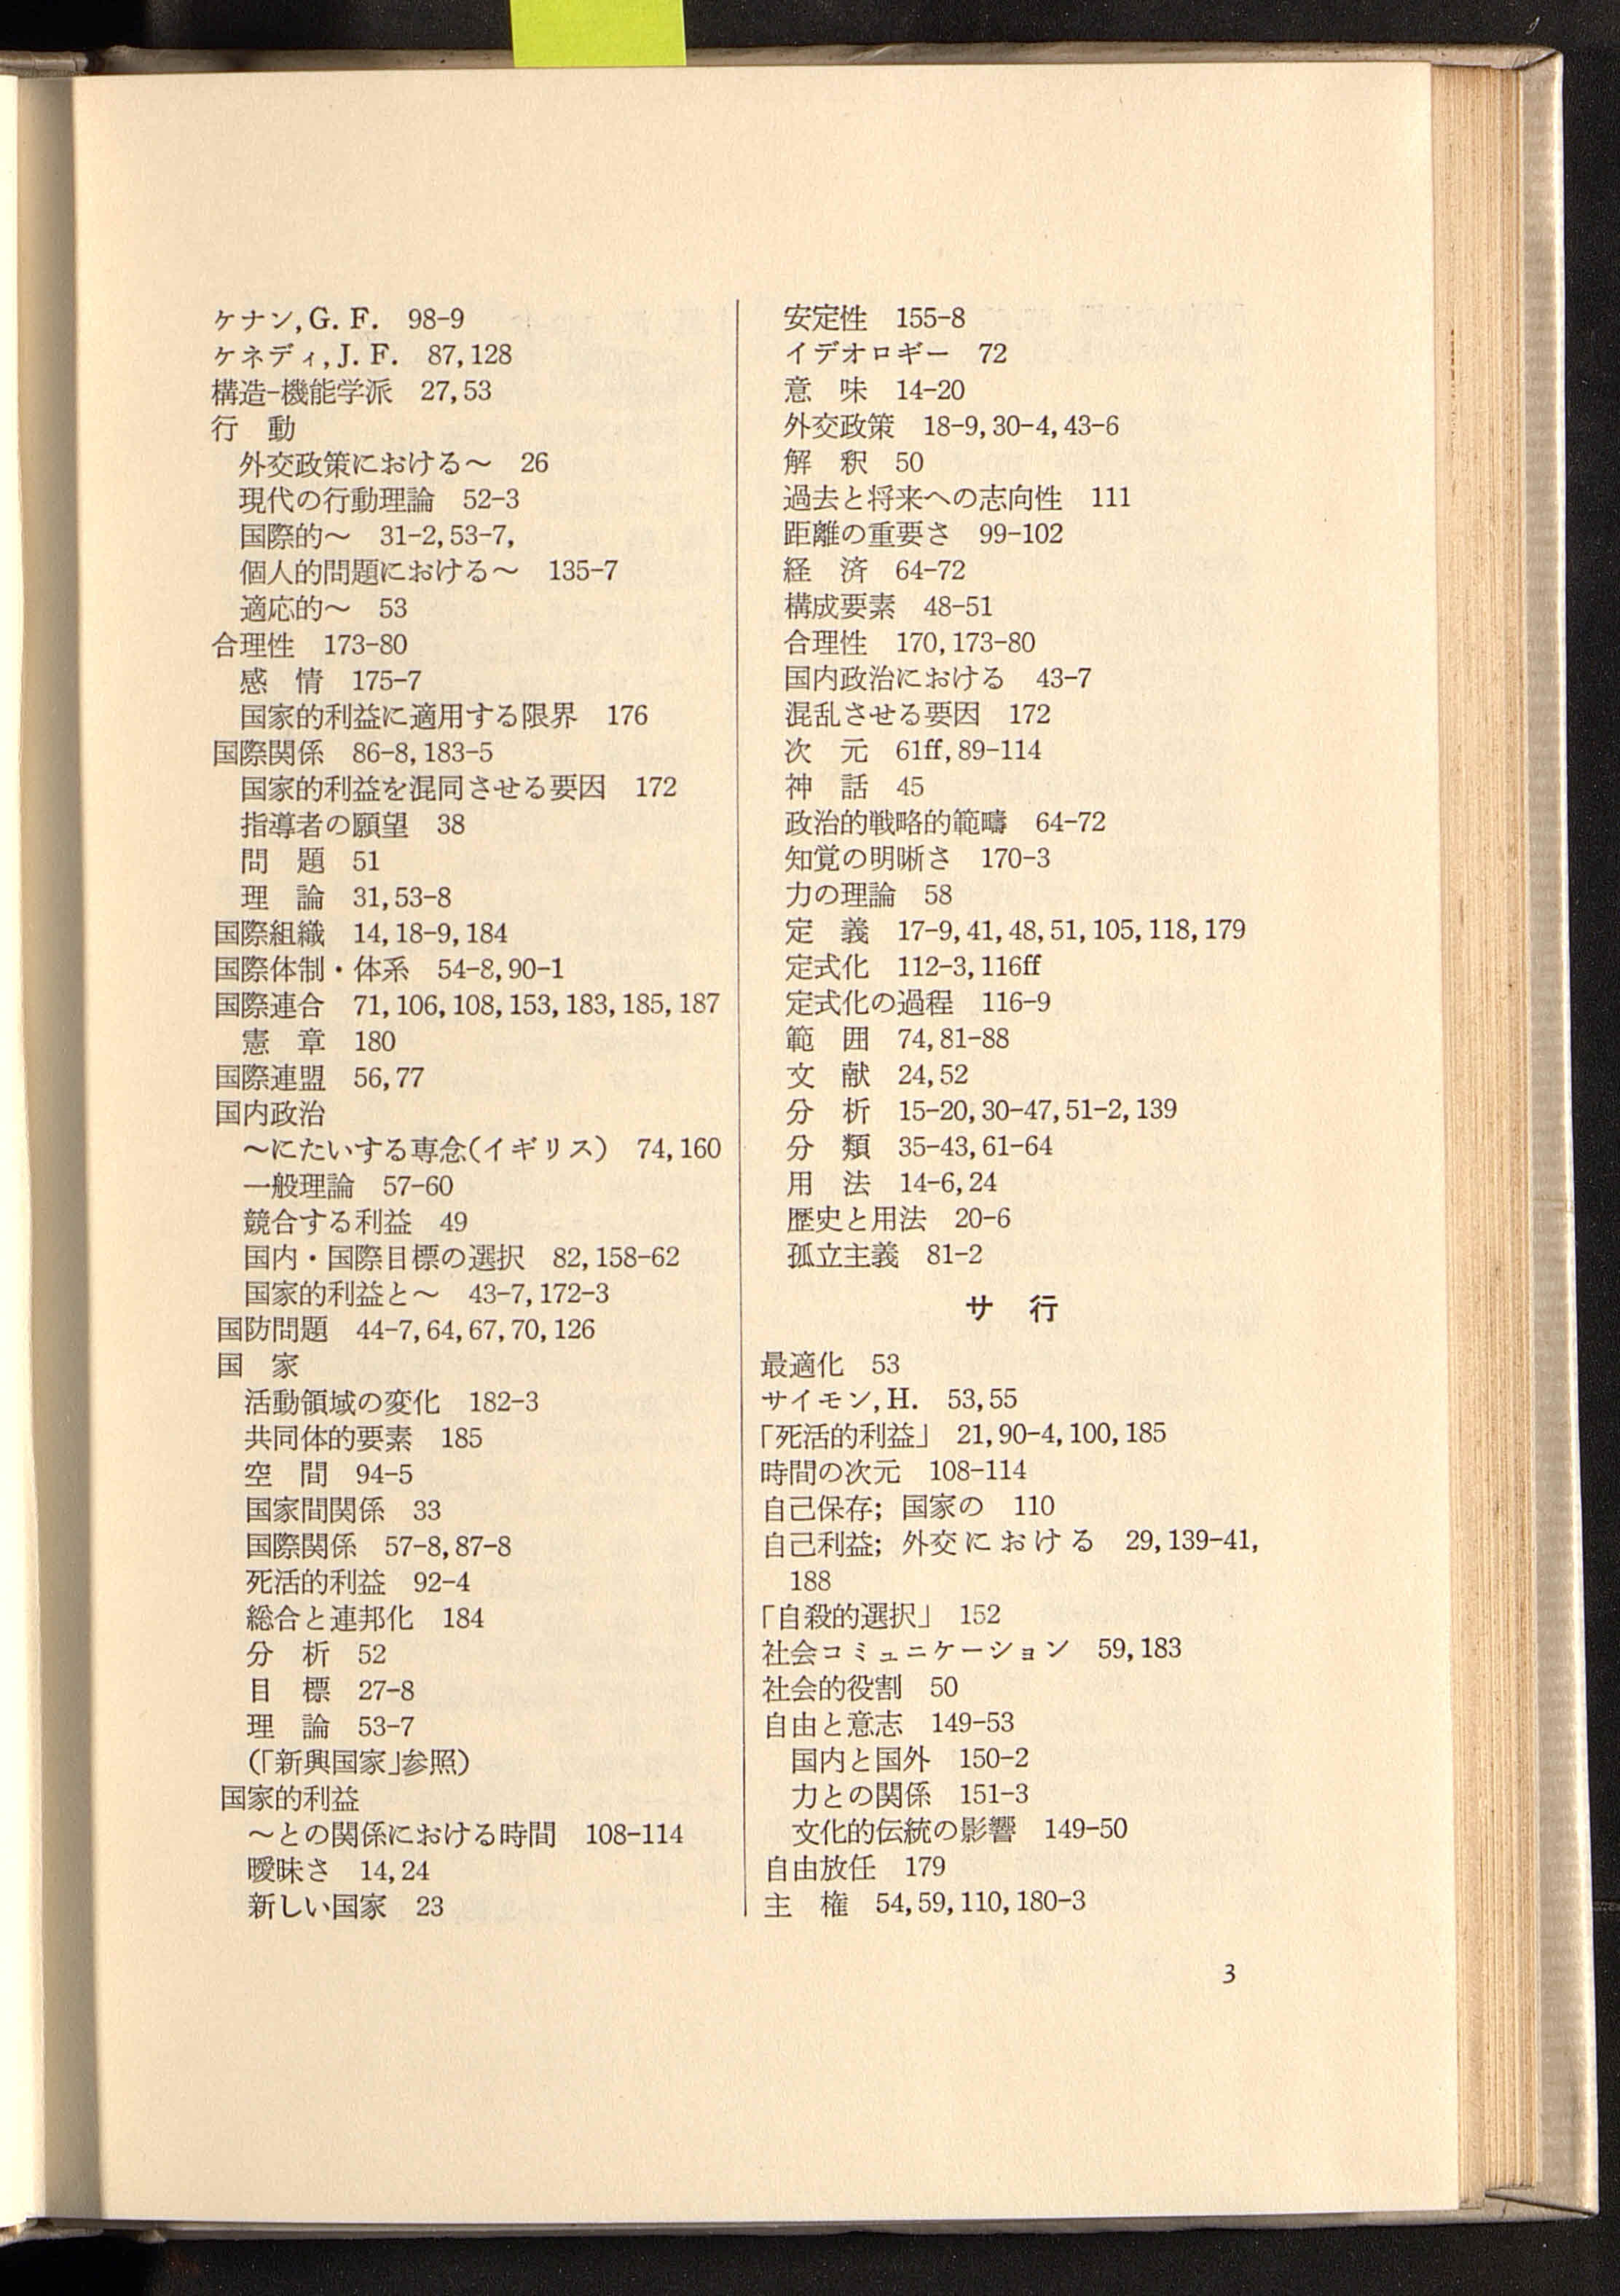 ケナン, G. F.　98-9
ケネディ, J. F.　87, 128
構造-機能学派　27, 53
行　動
外交政策における〜　26
現代の行動理論　52-3
国際的〜　31-2, 53-7,
個人的問題における〜　135-7
適応的〜　53
合理性　173-80
感　情　175-7
国家的利益に適用する限界　176
国際関係　86-8, 183-5
国家的利益を混同させる要因　172
指導者の願望　38
問　題　51
理　論　31, 53-8
国際組織　14, 18-9, 184
国際体制・体系　54-8, 90-1
国際連合　71, 106, 108, 153, 183, 185, 187
憲　章　180
国際連盟　56, 77
国内政治
〜にたいする専念(イギリス)　74, 160
一般理論　57-60
競合する利益　49
国内・国際目標の選択　82, 158-62
国家的利益と〜　43-7, 172-3
国防問題　44-7, 64, 67, 70, 126
国　家
活動領域の変化　182-3
共同体的要素　185
空　間　94-5
国家間関係　33
国際関係　57-8, 87-8
死活的利益　92-4
総合と連邦化　184
分　析　52
目　標　27-8
理　論　53-7
(「新興国家」参照)
国家的利益
〜との関係における時間　108-114
曖昧さ　14, 24
新しい国家　23
安定性　155-8
イデオロギー　72
意　味　14-20
外交政策　18-9, 30-4, 43-6
解　釈　50
過去と将来への志向性　111
距離の重要さ　99-102
経　済　64-72
構成要素　48-51
合理性　170, 173-80
国内政治における　43-7
混乱させる要因　172
次　元　61ff, 89-114
神　話　45
政治的戦略的範疇　64-72
知覚の明晰さ　170-3
力の理論　58
定　義　17-9, 41, 48, 51, 105, 118, 179
定式化　112-3, 116ff
定式化の過程　116-9
範　囲　74, 81-88
文　献　24, 52
分　析　15-20, 30-47, 51-2, 139
分　類　35-43, 61-64
用　法　14-6, 24
歴史と用法　20-6
孤立主義　81-2
サ　行
最適化　53
サイモン, H.　53, 55
「死活的利益」　21, 90-4, 100, 185
時間の次元　108-114
自己保存; 国家の　110
自己利益; 外交における　29, 139-41,
188
「自殺的選択」　152
社会コミュニケーション　59, 183
社会的役割　50
自由と意志　149-53
国内と国外　150-2
力との関係　151-3
文化的伝統の影響　149-50
自由放任　179
主　権　54, 59, 110, 180-3
3